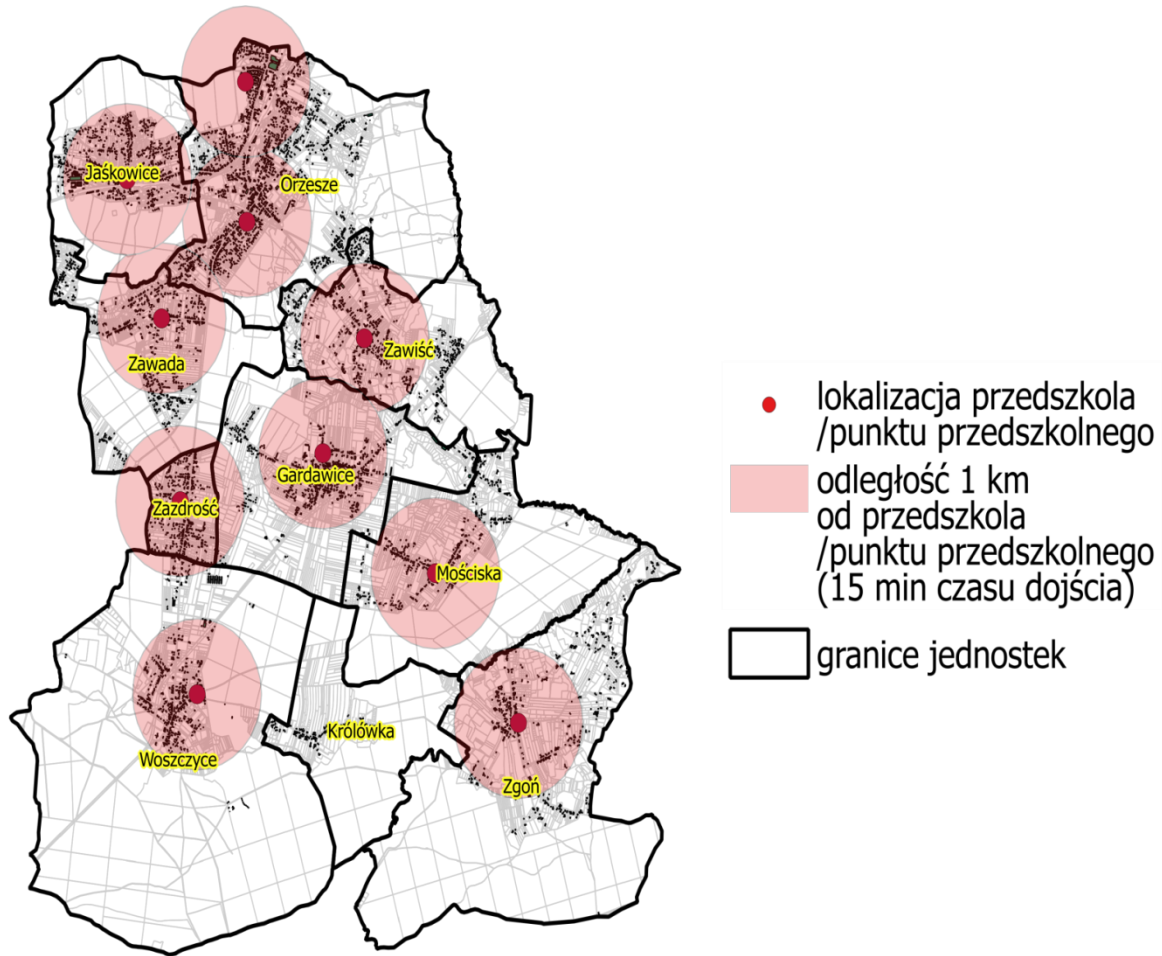 Jaśkowice
Orzesze
Zawada
Zawiść
Gardawice
Zazdrość
Mościska
Królówka
Woszczyce
Zgoń
lokalizacja przedszkola
/punktu przedszkolnego
odległość 1 km
od przedszkola
/punktu przedszkolnego
(15 min czasu dojścia)
granice jednostek